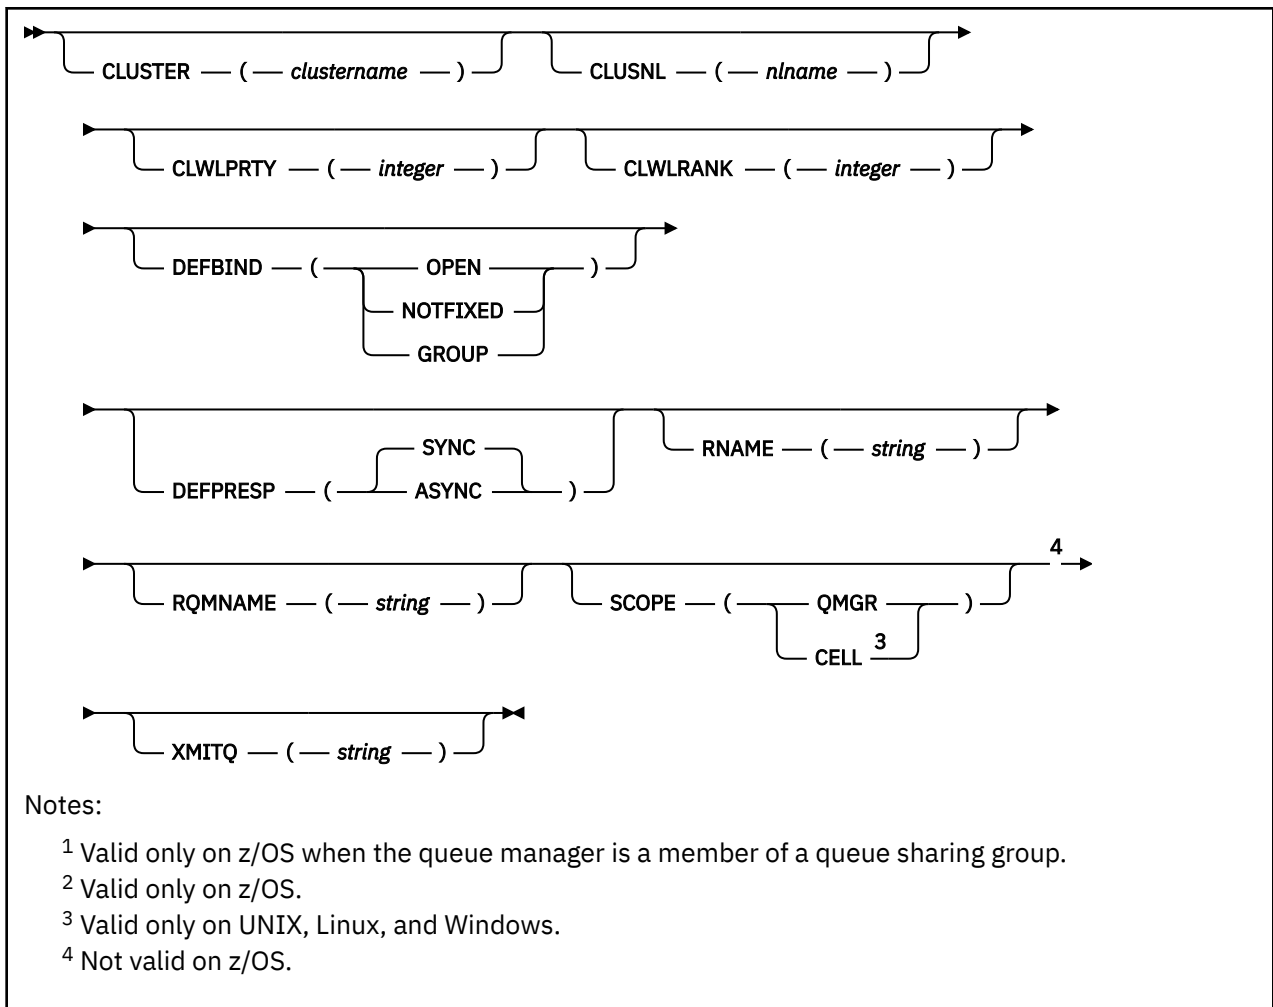 CLUSTER ( clustername ) CLUSNL ( nlname )
CLWLPRTY ( integer ) CLWLRANK ( integer )
DEFBIND ( OPEN )
NOTFIXED
GROUP
SYNC
DEFPRESP ( ASYNC )
RNAME ( string )
4
RQMNAME ( string ) SCOPE ( QMGR )
CELL 3
XMITQ ( string )
Notes:
1 Valid only on z/OS when the queue manager is a member of a queue sharing group.
2 Valid only on z/OS.
3 Valid only on UNIX, Linux, and Windows.
4 Not valid on z/OS.